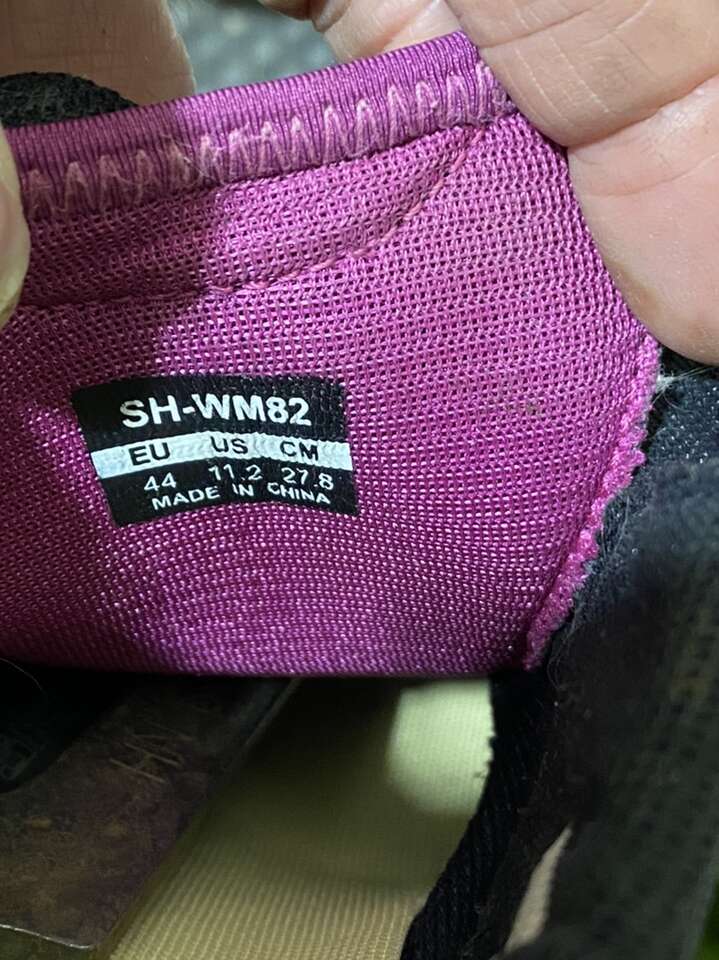 SH-WM82
EU US CM
44 11.2 27.8
MADE IN CHINA